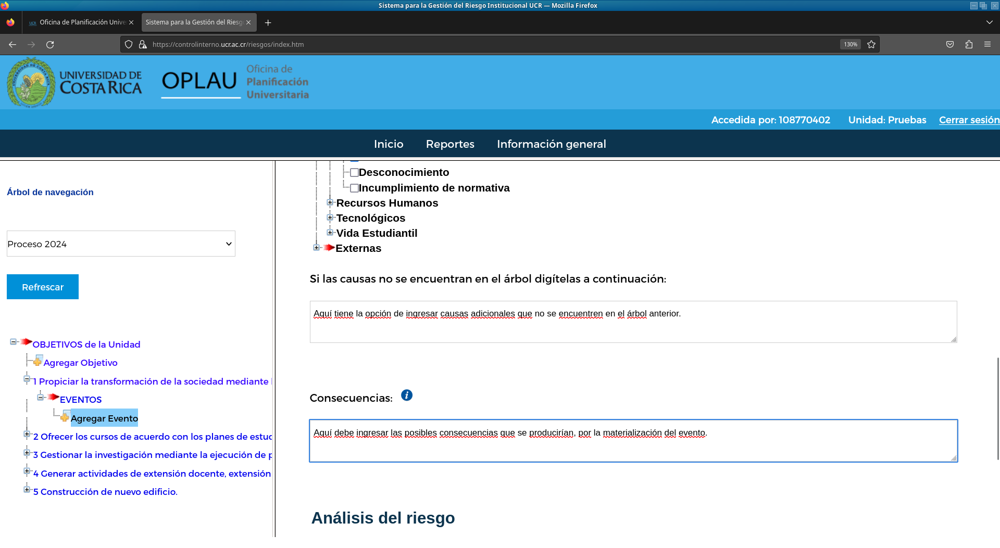 Sistema para la Gestión del Riesgo Institucional UCR — Mozilla Firefox
Oficina de Planificación Unive
Sistema para la Gestión del Riesg
https://controlinterno.ucr.ac.cr/riesgos/index.htm
130%
UNIVERSIDAD DE
COSTA RICA
OPLAU
Oficina de
Planificación
Universitaria
Accedida por: 108770402
Unidad: Pruebas
Cerrar sesión
Inicio
Reportes
Información general
Árbol de navegación
Proceso 2024
Refrescar
OBJETIVOS de la Unidad
Agregar Objetivo
1 Propiciar la transformación de la sociedad mediante
EVENTOS
Agregar Evento
2 Ofrecer los cursos de acuerdo con los planes de estuc
3 Gestionar la investigación mediante la ejecución de p
4 Generar actividades de extensión docente, extensión
5 Construcción de nuevo edificio.
Desconocimiento
Incumplimiento de normativa
Recursos Humanos
Tecnológicos
Vida Estudiantil
Externas
Si las causas no se encuentran en el árbol digítelas a continuación:
Aquí tiene la opción de ingresar causas adicionales que no se encuentren en el árbol anterior.
Consecuencias:
Aquí debe ingresar las posibles consecuencias que se producirían, por la materialización del evento.
Análisis del riesgo